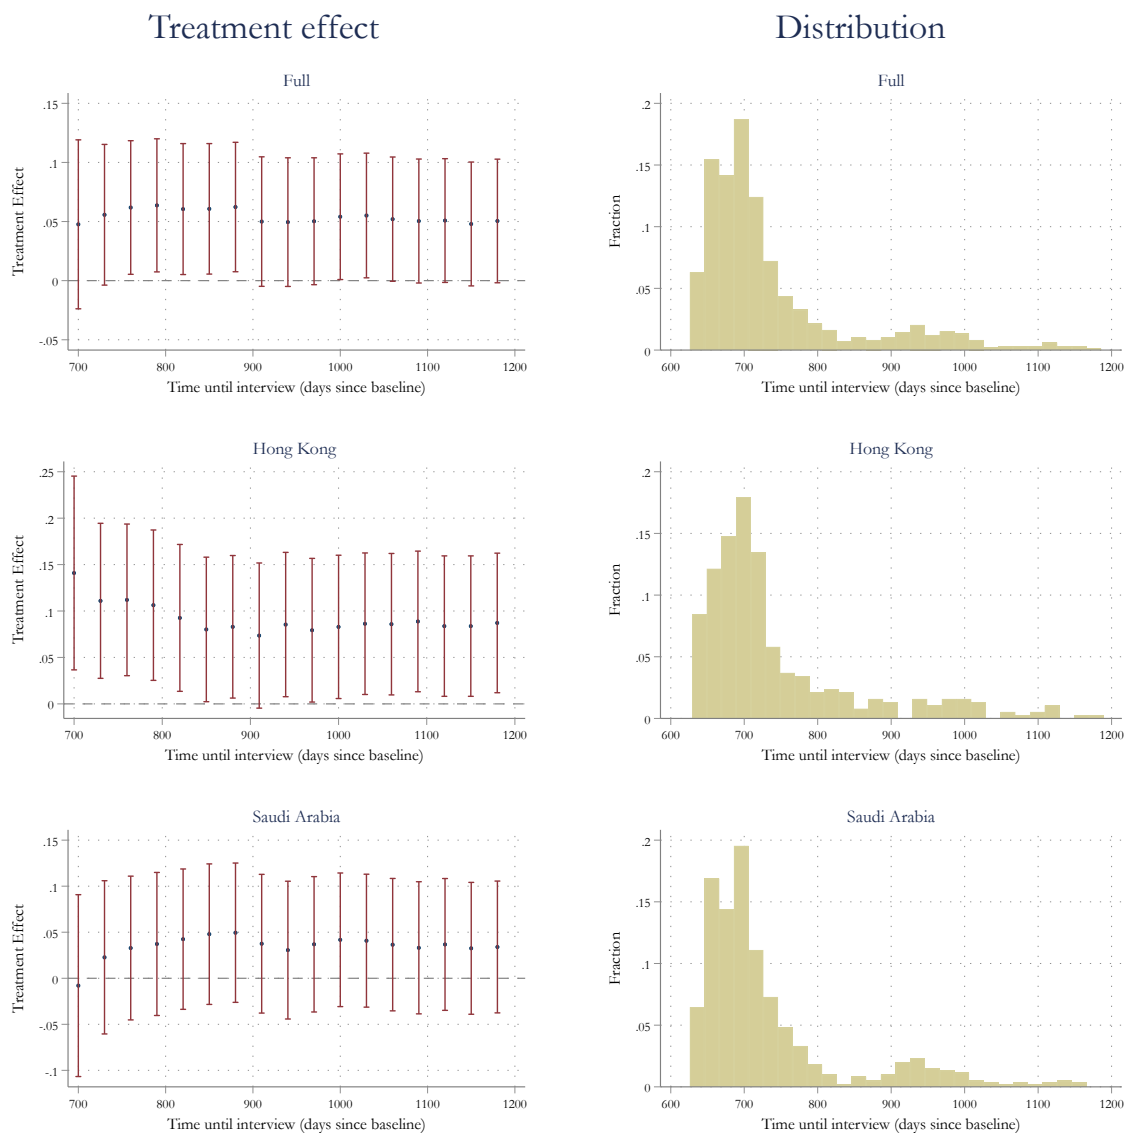 Treatment effect
Distribution
Full
Treatment Effect
.15
.1
.05
0
-.05
700 800 900 1000 1100 1200
Time until interview (days since baseline)
Full
Fraction
.2
.15
.1
.05
0
600 700 800 900 1000 1100 1200
Time until interview (days since baseline)
Hong Kong
Treatment Effect
.25
.2
.15
.1
.05
0
700 800 900 1000 1100 1200
Time until interview (days since baseline)
Hong Kong
Fraction
.2
.15
.1
.05
0
600 700 800 900 1000 1100 1200
Time until interview (days since baseline)
Saudi Arabia
Treatment Effect
.15
.1
.05
0
-.05
-.1
700 800 900 1000 1100 1200
Time until interview (days since baseline)
Saudi Arabia
Fraction
.2
.15
.1
.05
0
600 700 800 900 1000 1100 1200
Time until interview (days since baseline)